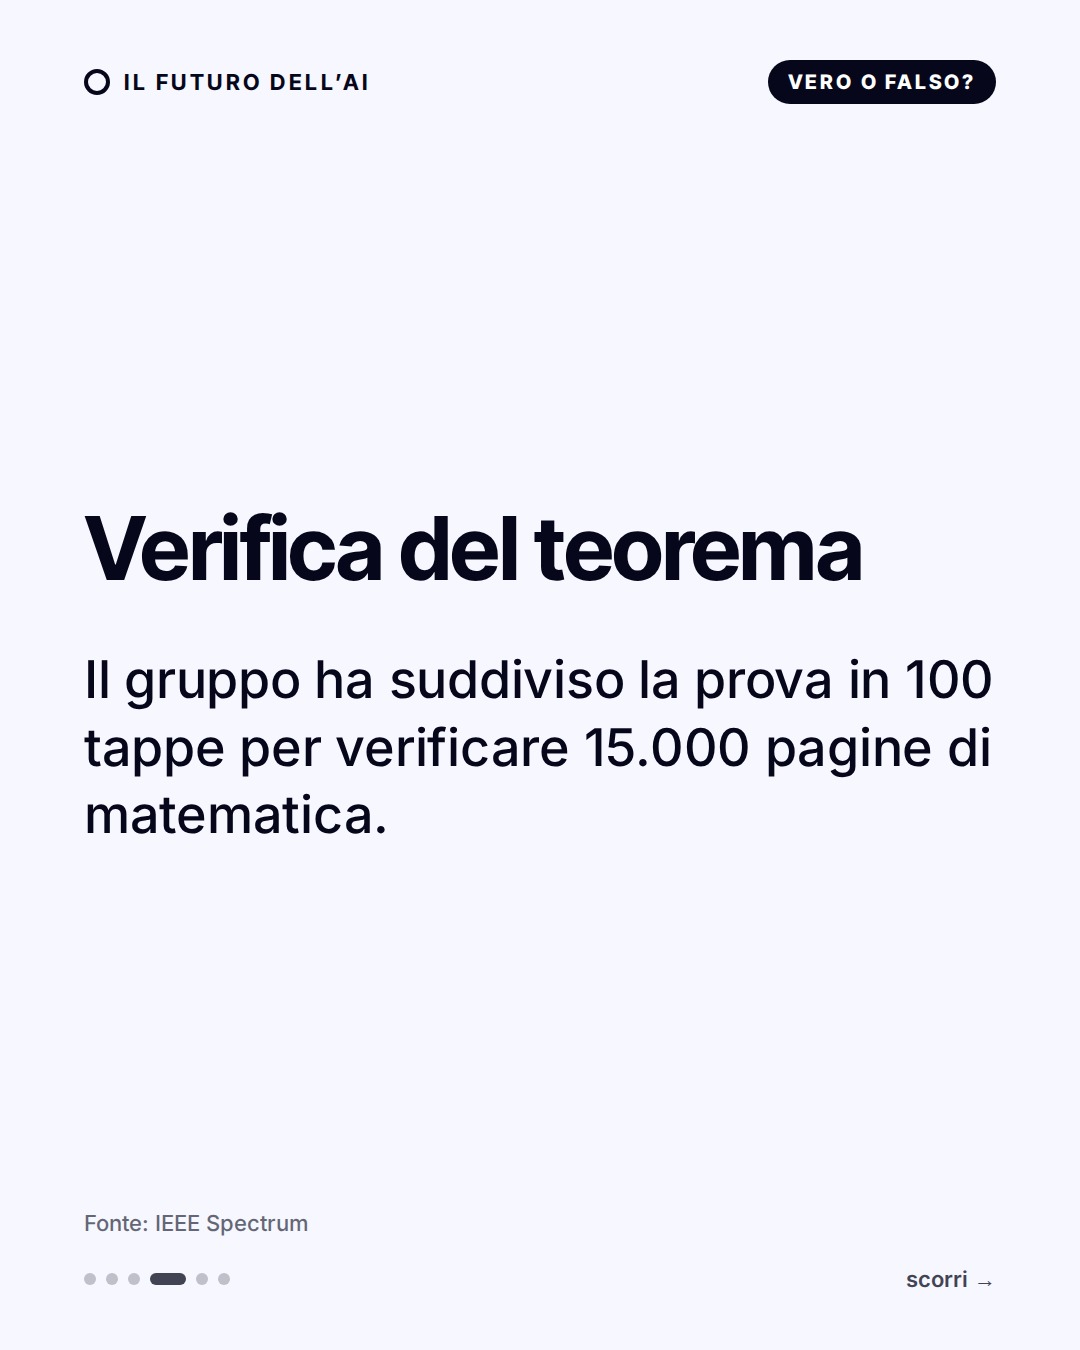 IL FUTURO DELL’AI
VERO O FALSO?
Verifica del teorema
Il gruppo ha suddiviso la prova in 100
tappe per verificare 15.000 pagine di
matematica.
Fonte: IEEE Spectrum
scorri →